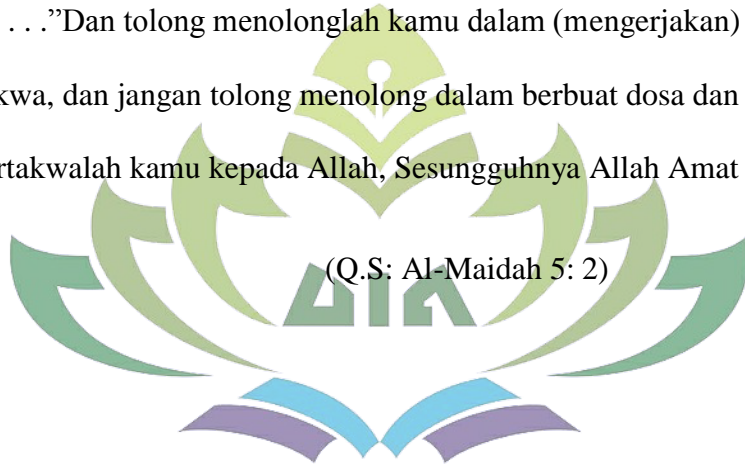 . . .”Dan tolong menolonglah kamu dalam (mengerjakan)
kwa, dan jangan tolong menolong dalam berbuat dosa dan
rtakwalah kamu kepada Allah, Sesungguhnya Allah Amat
(Q.S: Al-Maidah 5: 2)
UIN